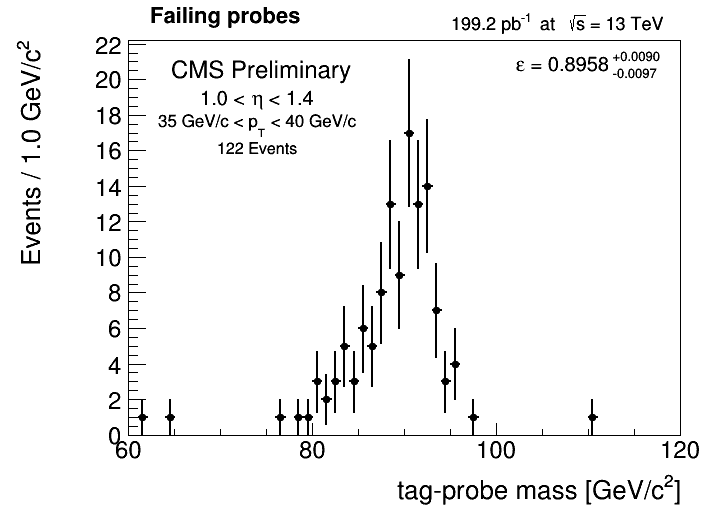 Failing probes
199.2 pb⁻¹ at √s = 13 TeV
CMS Preliminary
ε = 0.8958 +0.0090 -0.0097
1.0 < η < 1.4
35 GeV/c < p_T < 40 GeV/c
122 Events
Events / 1.0 GeV/c²
22
20
18
16
14
12
10
8
6
4
2
0
60 80 100 120
tag-probe mass [GeV/c²]